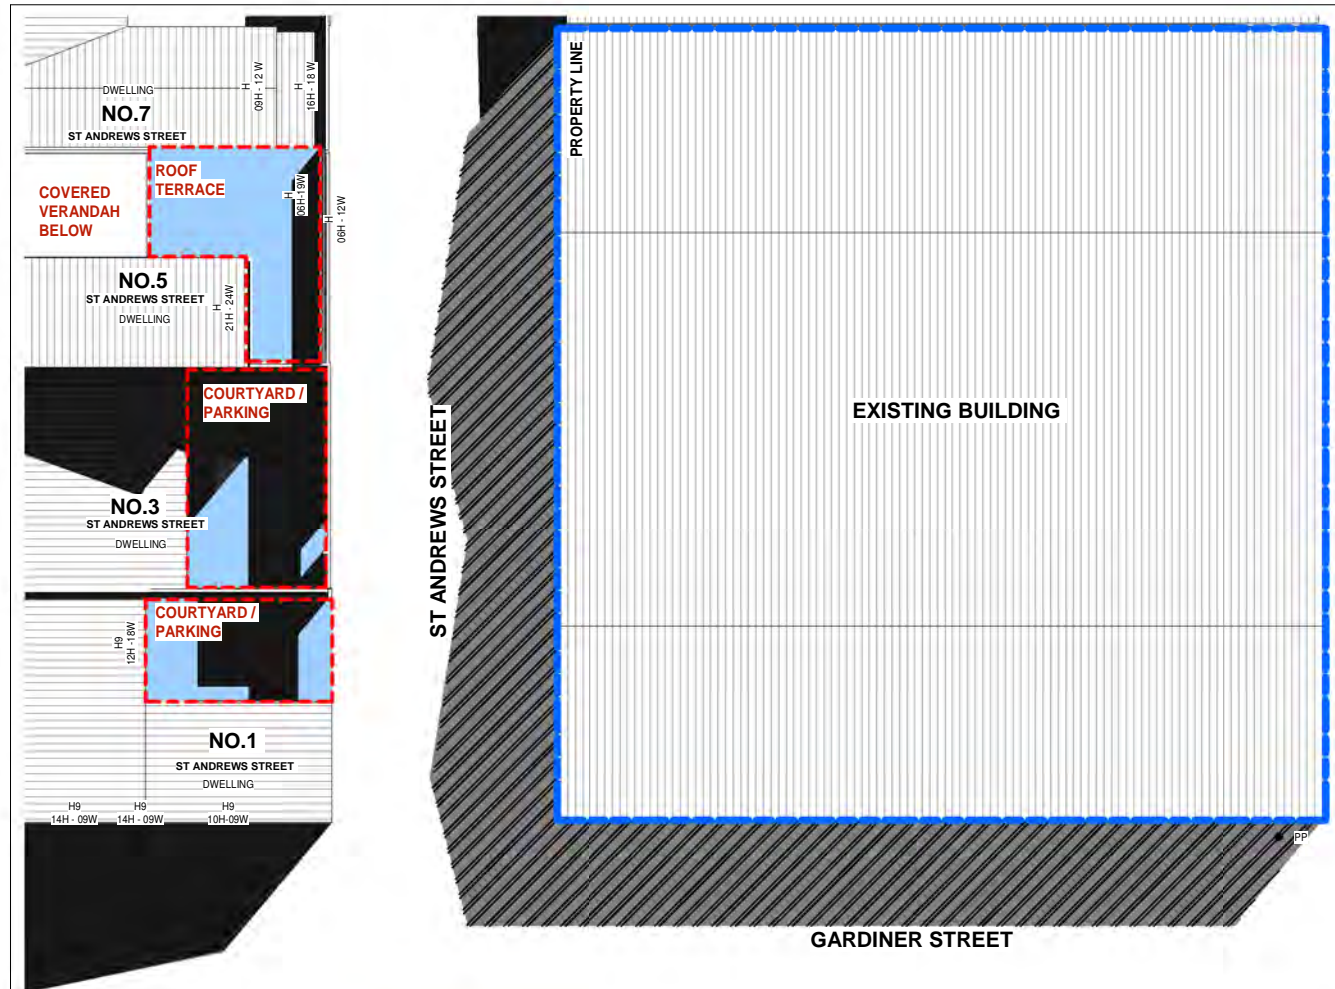 DWELLING
NO.7
ST ANDREWS STREET
H
09H - 12 W
H
16H - 18 W
ROOF
TERRACE
COVERED
VERANDAH
BELOW
H
06H-19W
H
06H - 12W
NO.5
ST ANDREWS STREET
DWELLING
H
21H - 24W
COURTYARD /
PARKING
NO.3
ST ANDREWS STREET
DWELLING
COURTYARD /
PARKING
H9
12H -18W
NO.1
ST ANDREWS STREET
DWELLING
H9
14H - 09W
H9
14H - 09W
H9
10H-09W
PROPERTY LINE
EXISTING BUILDING
ST ANDREWS STREET
PP
GARDINER STREET